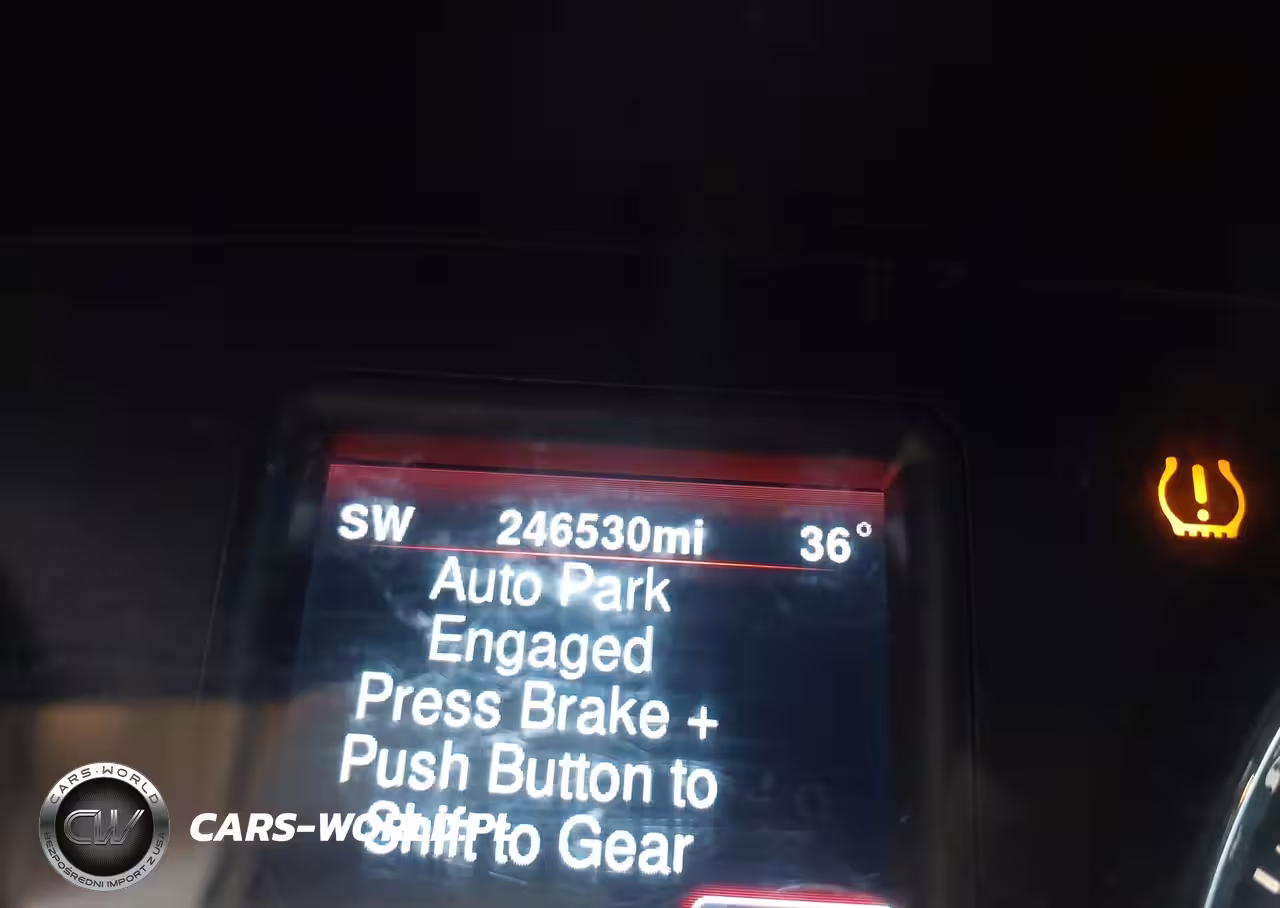 SW 246530mi 36°
Auto Park
Engaged
Press Brake +
Push Button to
Shift to Gear
CARS-WORLD.PL
CARS-WORLD
CW
BEZPOŚREDNI IMPORT Z USA